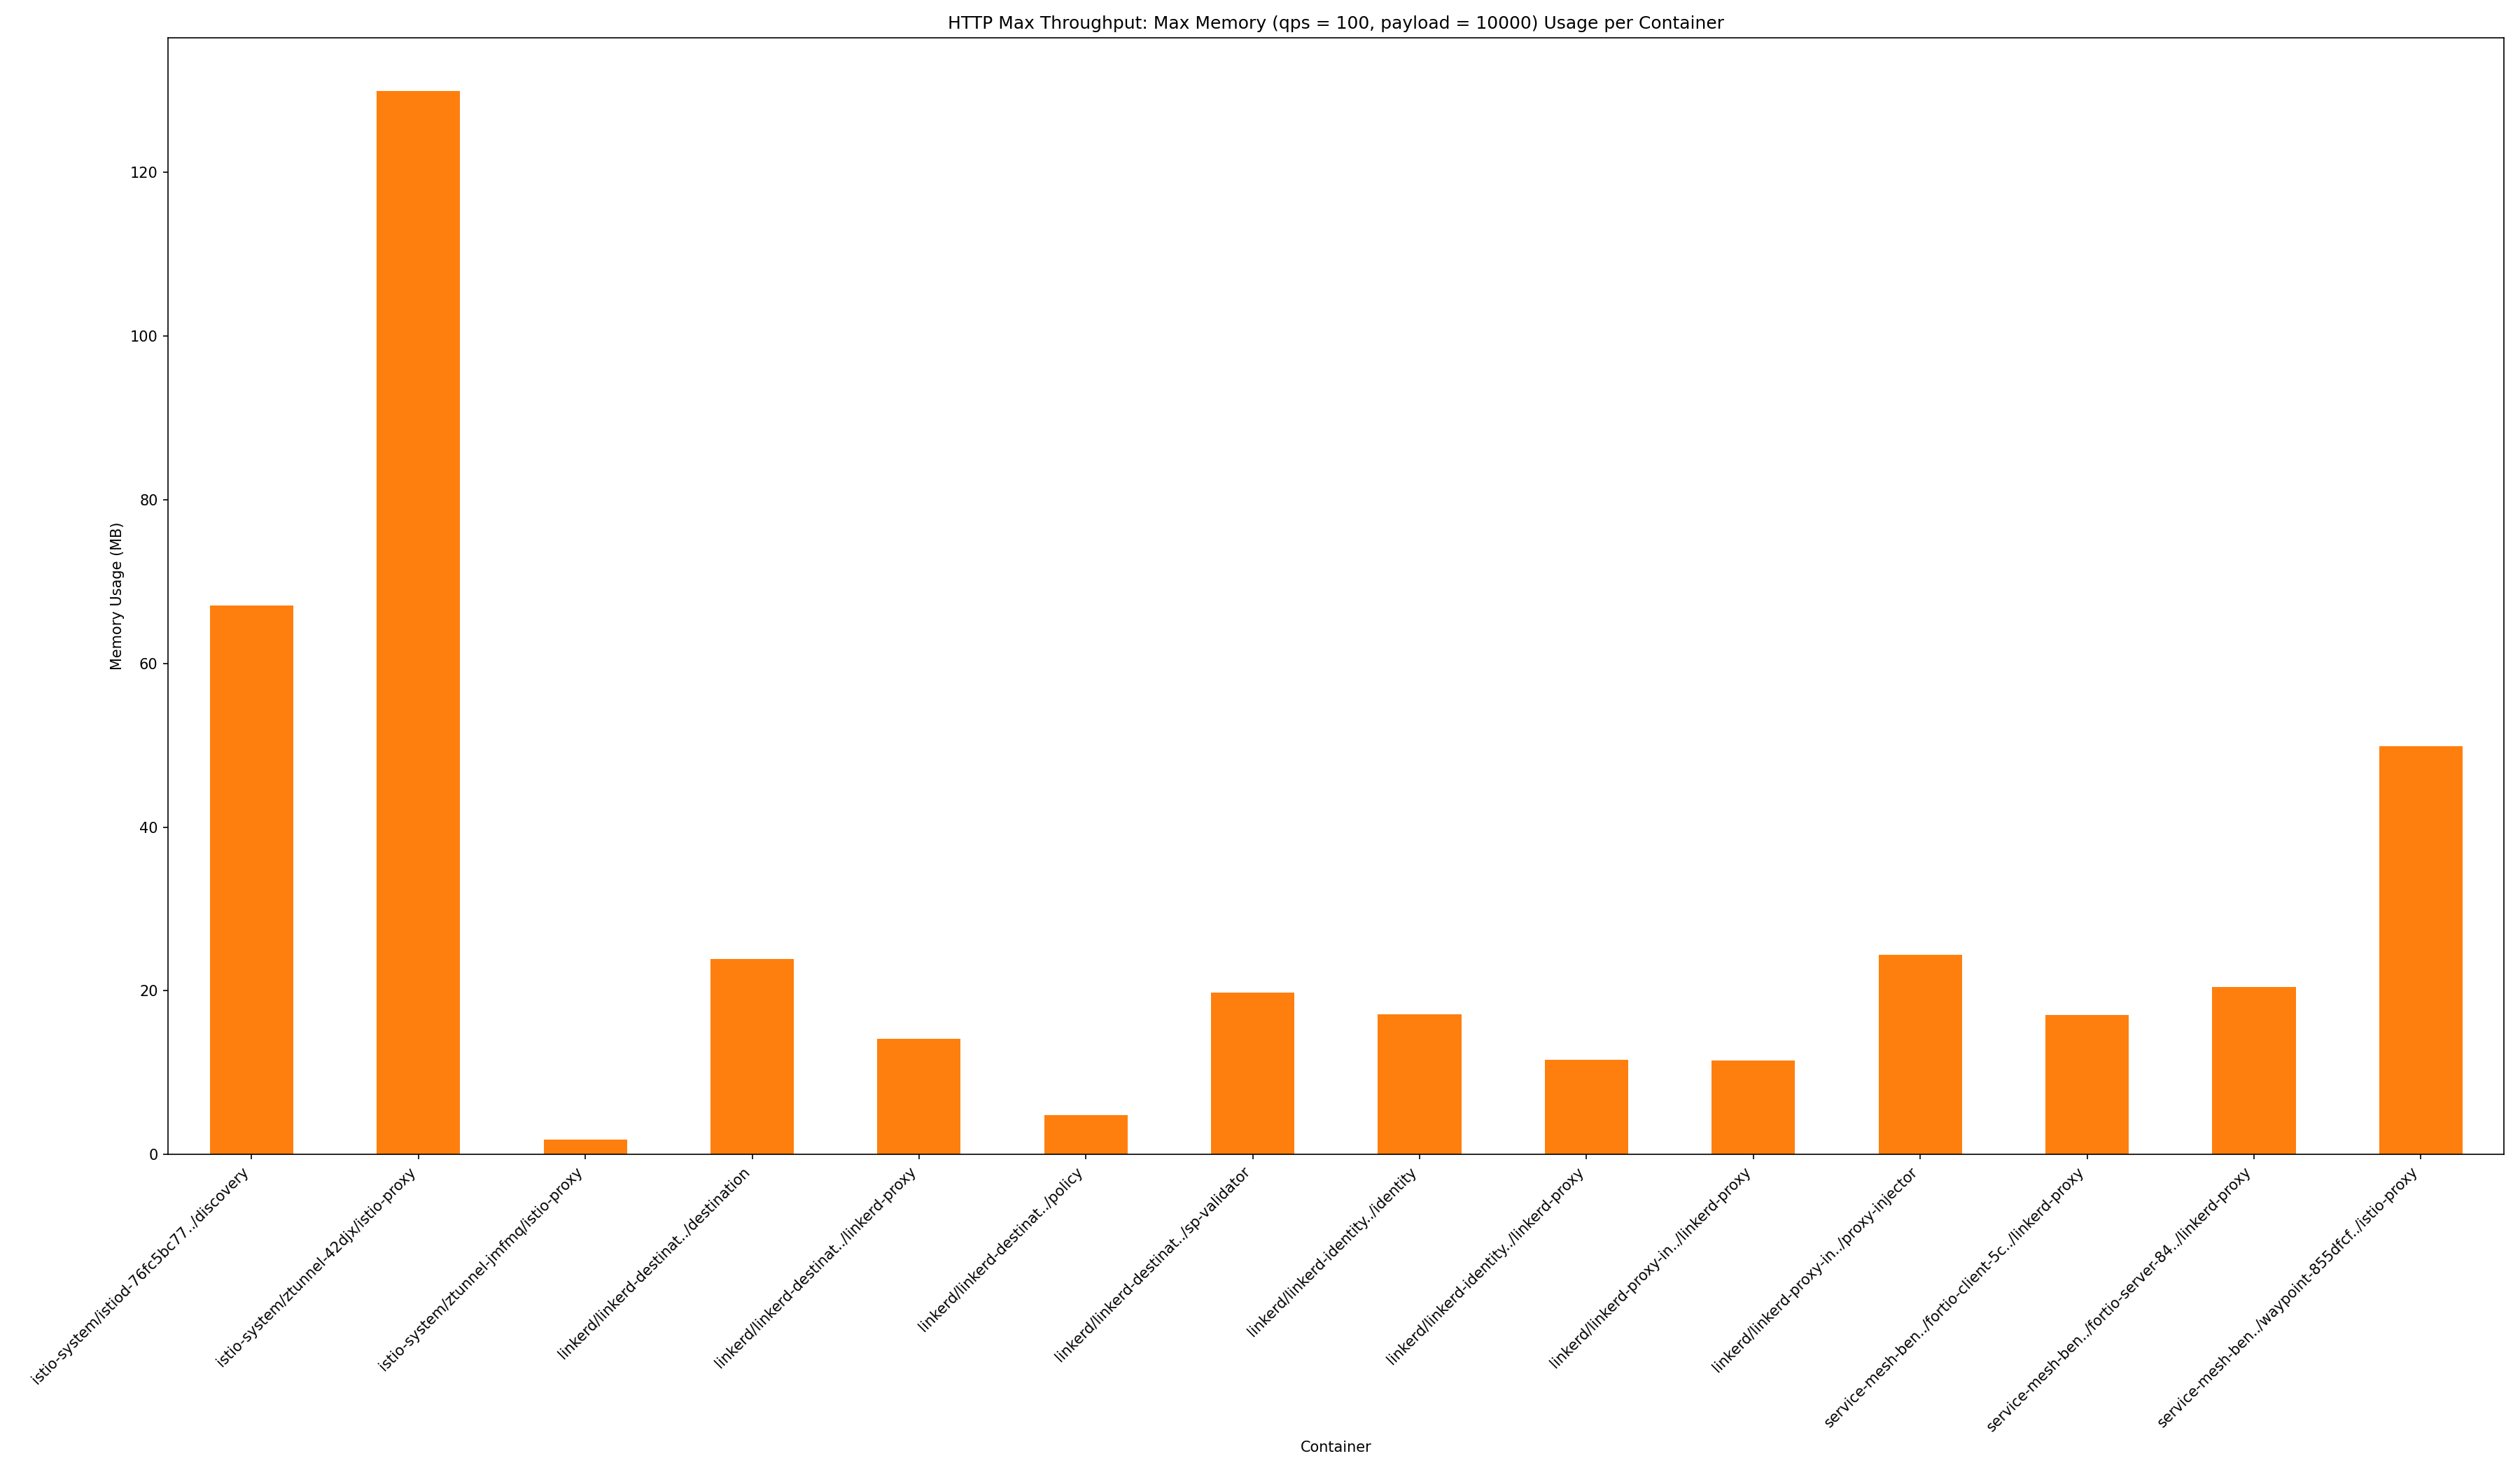 HTTP Max Throughput: Max Memory (qps = 100, payload = 10000) Usage per Container
Memory Usage (MB)
120
100
80
60
40
20
0
istio-system/istiod-76fc5bc77../discovery
istio-system/ztunnel-42djx/istio-proxy
istio-system/ztunnel-jmfmq/istio-proxy
linkerd/linkerd-destinat../destination
linkerd/linkerd-destinat../linkerd-proxy
linkerd/linkerd-destinat../policy
linkerd/linkerd-destinat../sp-validator
linkerd/linkerd-identity../identity
linkerd/linkerd-identity../linkerd-proxy
linkerd/linkerd-proxy-in../linkerd-proxy
linkerd/linkerd-proxy-in../proxy-injector
service-mesh-ben../fortio-client-5c../linkerd-proxy
service-mesh-ben../fortio-server-84../linkerd-proxy
service-mesh-ben../waypoint-855dfcf../istio-proxy
Container